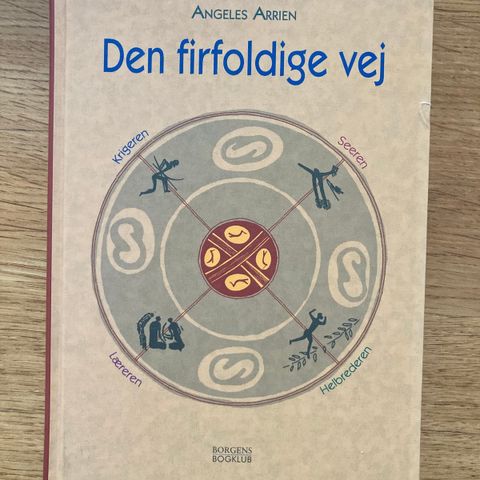 ANGELES ARRIEN
Den firfoldige vej
Krigeren
Seeren
Læreren
Helbrederen
BORGENS
BOGKLUB